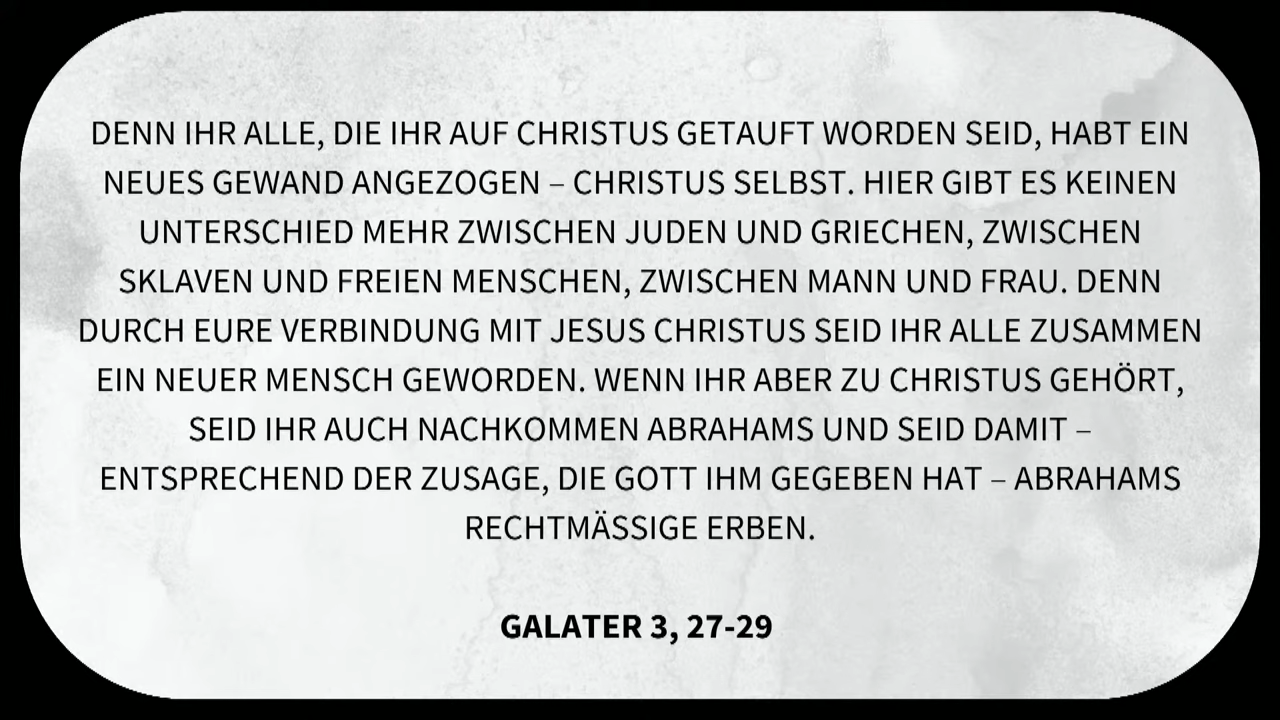 DENN IHR ALLE, DIE IHR AUF CHRISTUS GETAUFT WORDEN SEID, HABT EIN
NEUES GEWAND ANGEZOGEN – CHRISTUS SELBST. HIER GIBT ES KEINEN
UNTERSCHIED MEHR ZWISCHEN JUDEN UND GRIECHEN, ZWISCHEN
SKLAVEN UND FREIEN MENSCHEN, ZWISCHEN MANN UND FRAU. DENN
DURCH EURE VERBINDUNG MIT JESUS CHRISTUS SEID IHR ALLE ZUSAMMEN
EIN NEUER MENSCH GEWORDEN. WENN IHR ABER ZU CHRISTUS GEHÖRT,
SEID IHR AUCH NACHKOMMEN ABRAHAMS UND SEID DAMIT –
ENTSPRECHEND DER ZUSAGE, DIE GOTT IHM GEGEBEN HAT – ABRAHAMS
RECHTMÄSSIGE ERBEN.
GALATER 3, 27-29